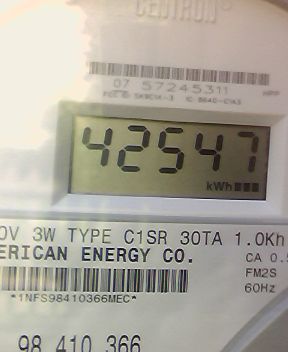 CENTRON
07 57245311
42547
kWh
0V 3W TYPE C1SR 30TA 1.0Kh
ERICAN ENERGY CO. CA 0.5
FM2S
*1NFS98410366MEC* 60Hz
98 410 366